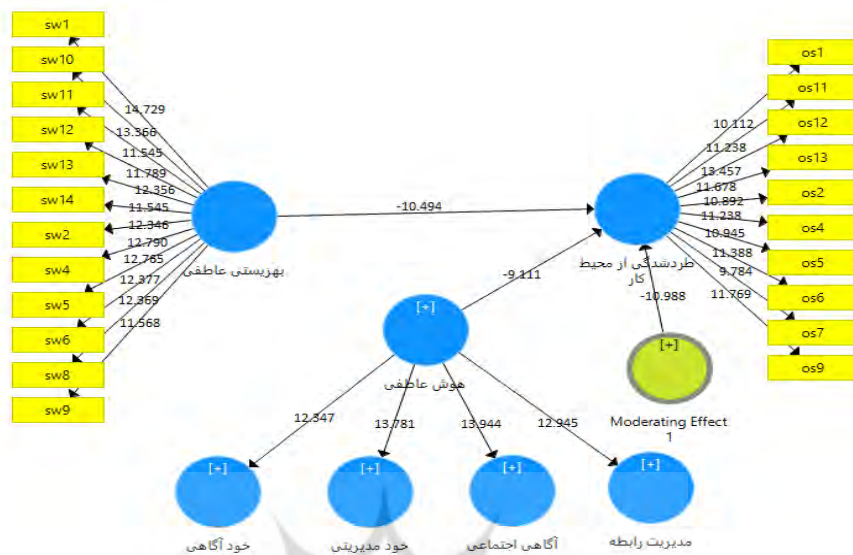 sw1
sw10
sw11
sw12
sw13
sw14
sw2
sw4
sw5
sw6
sw8
sw9
14.729
13.366
11.545
11.789
12.356
11.545
12.346
12.790
12.765
12.377
12.369
11.568
بهزیستی عاطفی
-10.494
-9.111
-10.988
طردشدگی از محیط
کار
os1
os11
os12
os13
os2
os4
os5
os6
os7
os9
10.112
11.238
13.457
11.678
10.892
11.238
10.945
11.388
9.784
11.769
[+]
هوش عاطفی
[+]
Moderating Effect
1
12.347
13.781
13.944
12.945
[+]
[+]
[+]
[+]
خود آگاهی
خود مدیریتی
آگاهی اجتماعی
مدیریت رابطه